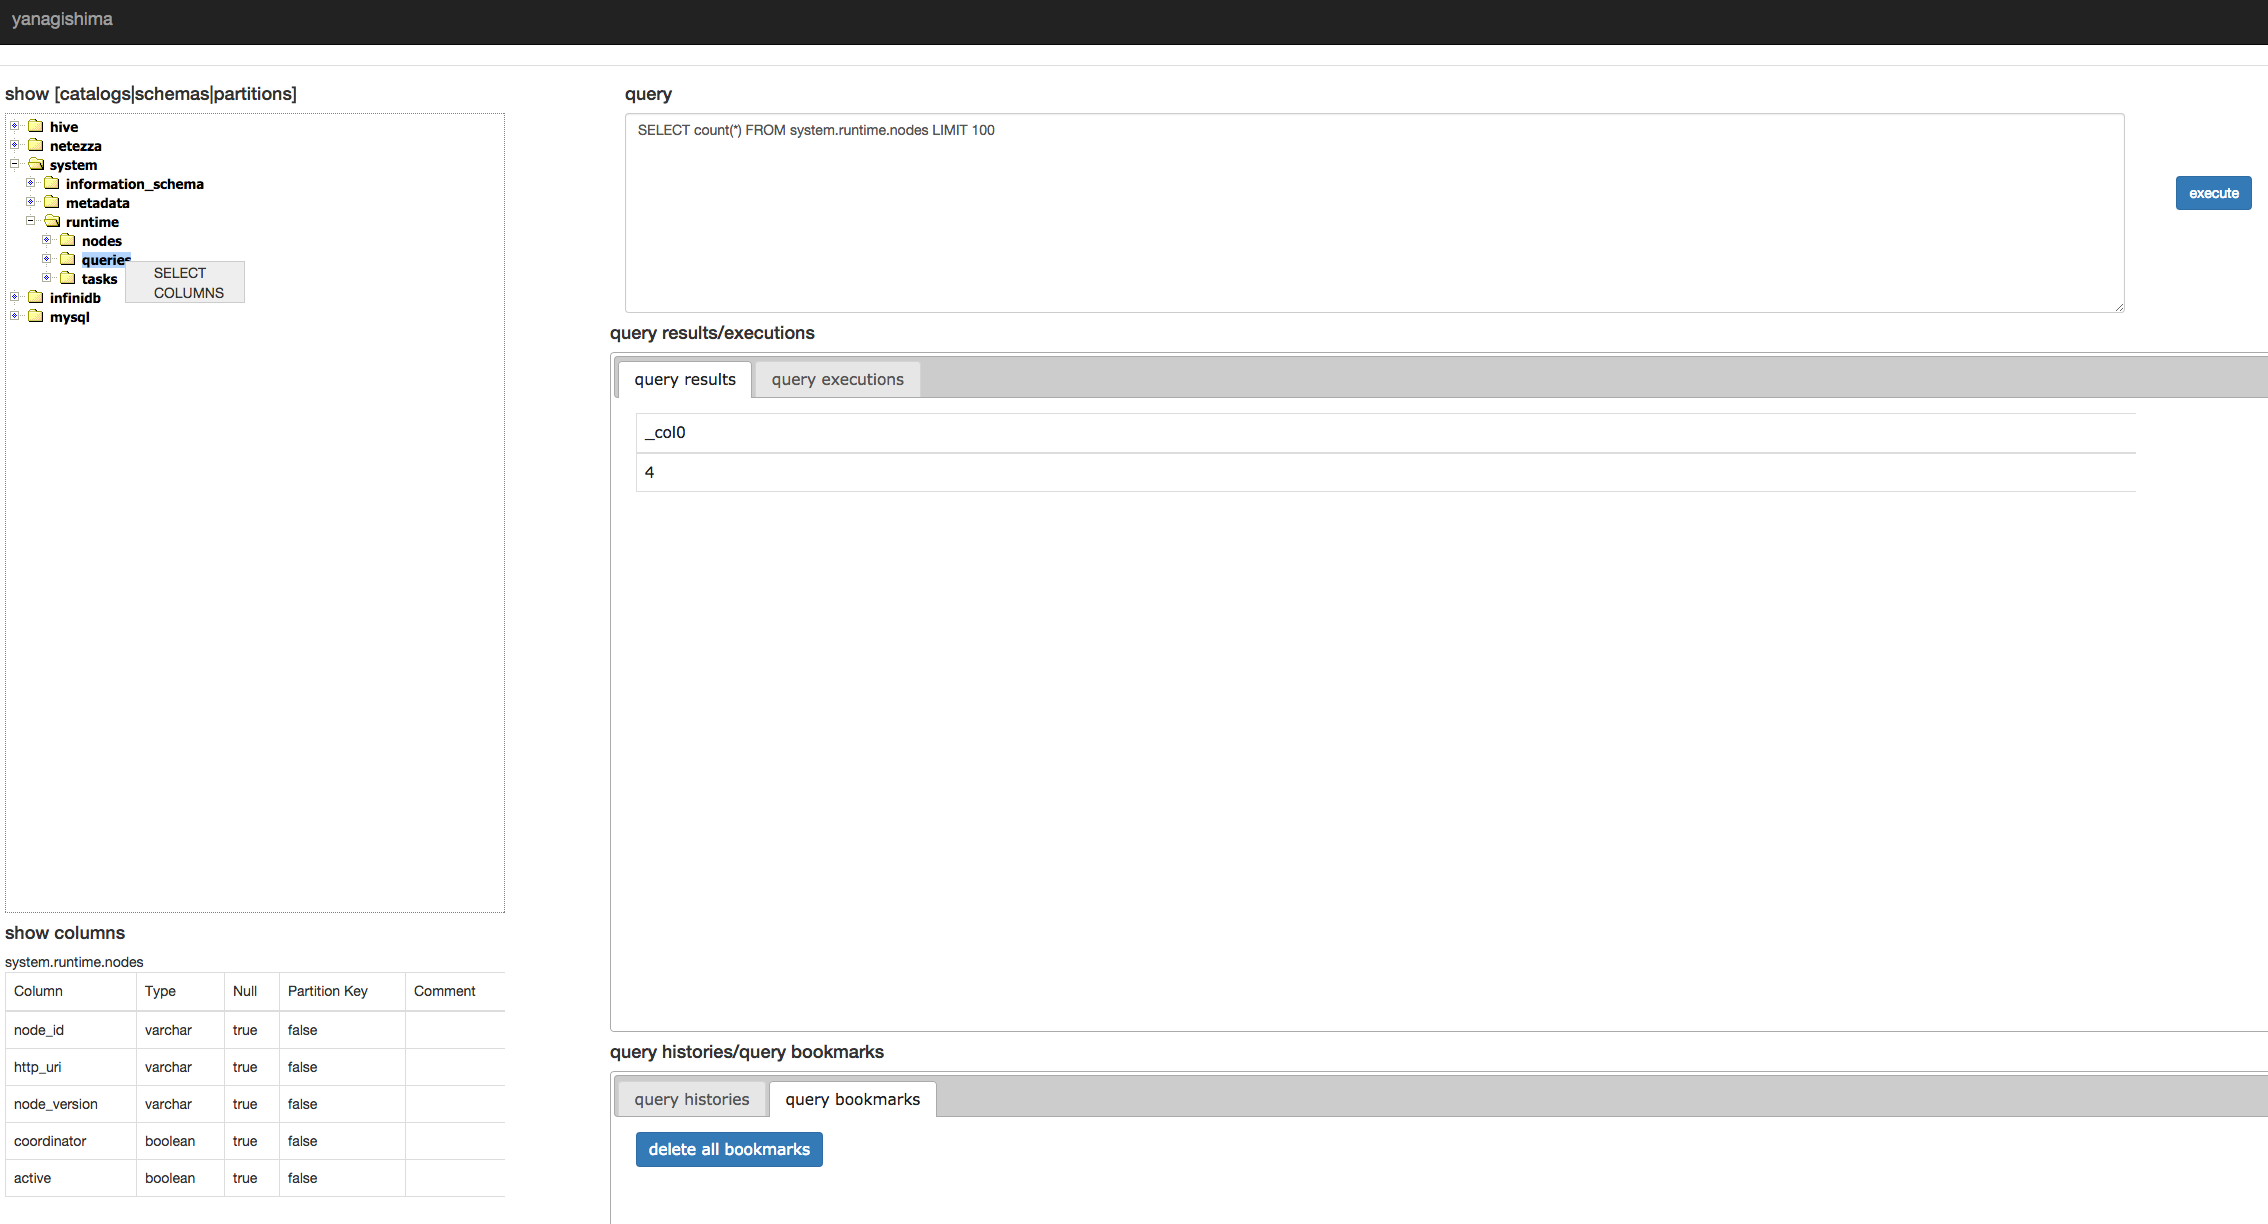 yanagishima
show [catalogs|schemas|partitions]
hive
netezza
system
information_schema
metadata
runtime
nodes
queries
tasks
infinidb
mysql
SELECT
COLUMNS
show columns
system.runtime.nodes
Column Type Null Partition Key Comment
node_id varchar true false
http_uri varchar true false
node_version varchar true false
coordinator boolean true false
active boolean true false
query
SELECT count(*) FROM system.runtime.nodes LIMIT 100
execute
query results/executions
query results query executions
_col0
4
query histories/query bookmarks
query histories query bookmarks
delete all bookmarks